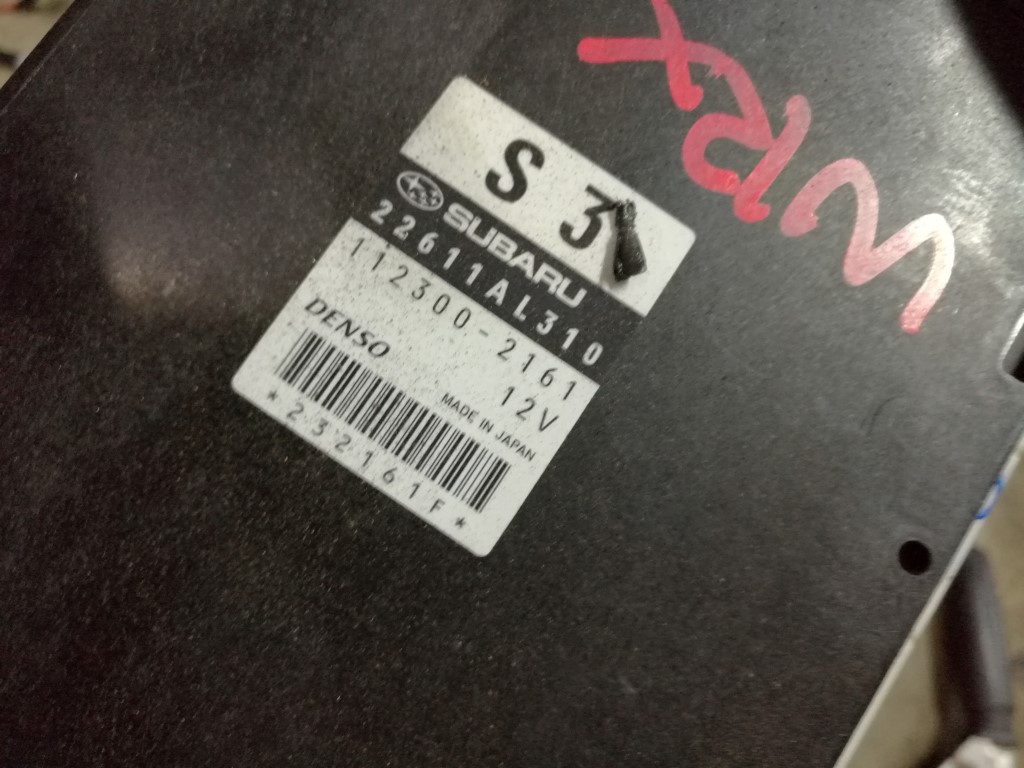 WRX
S 3
SUBARU
22611AL310
112300-2161
12V
DENSO
MADE IN JAPAN
*232161F*